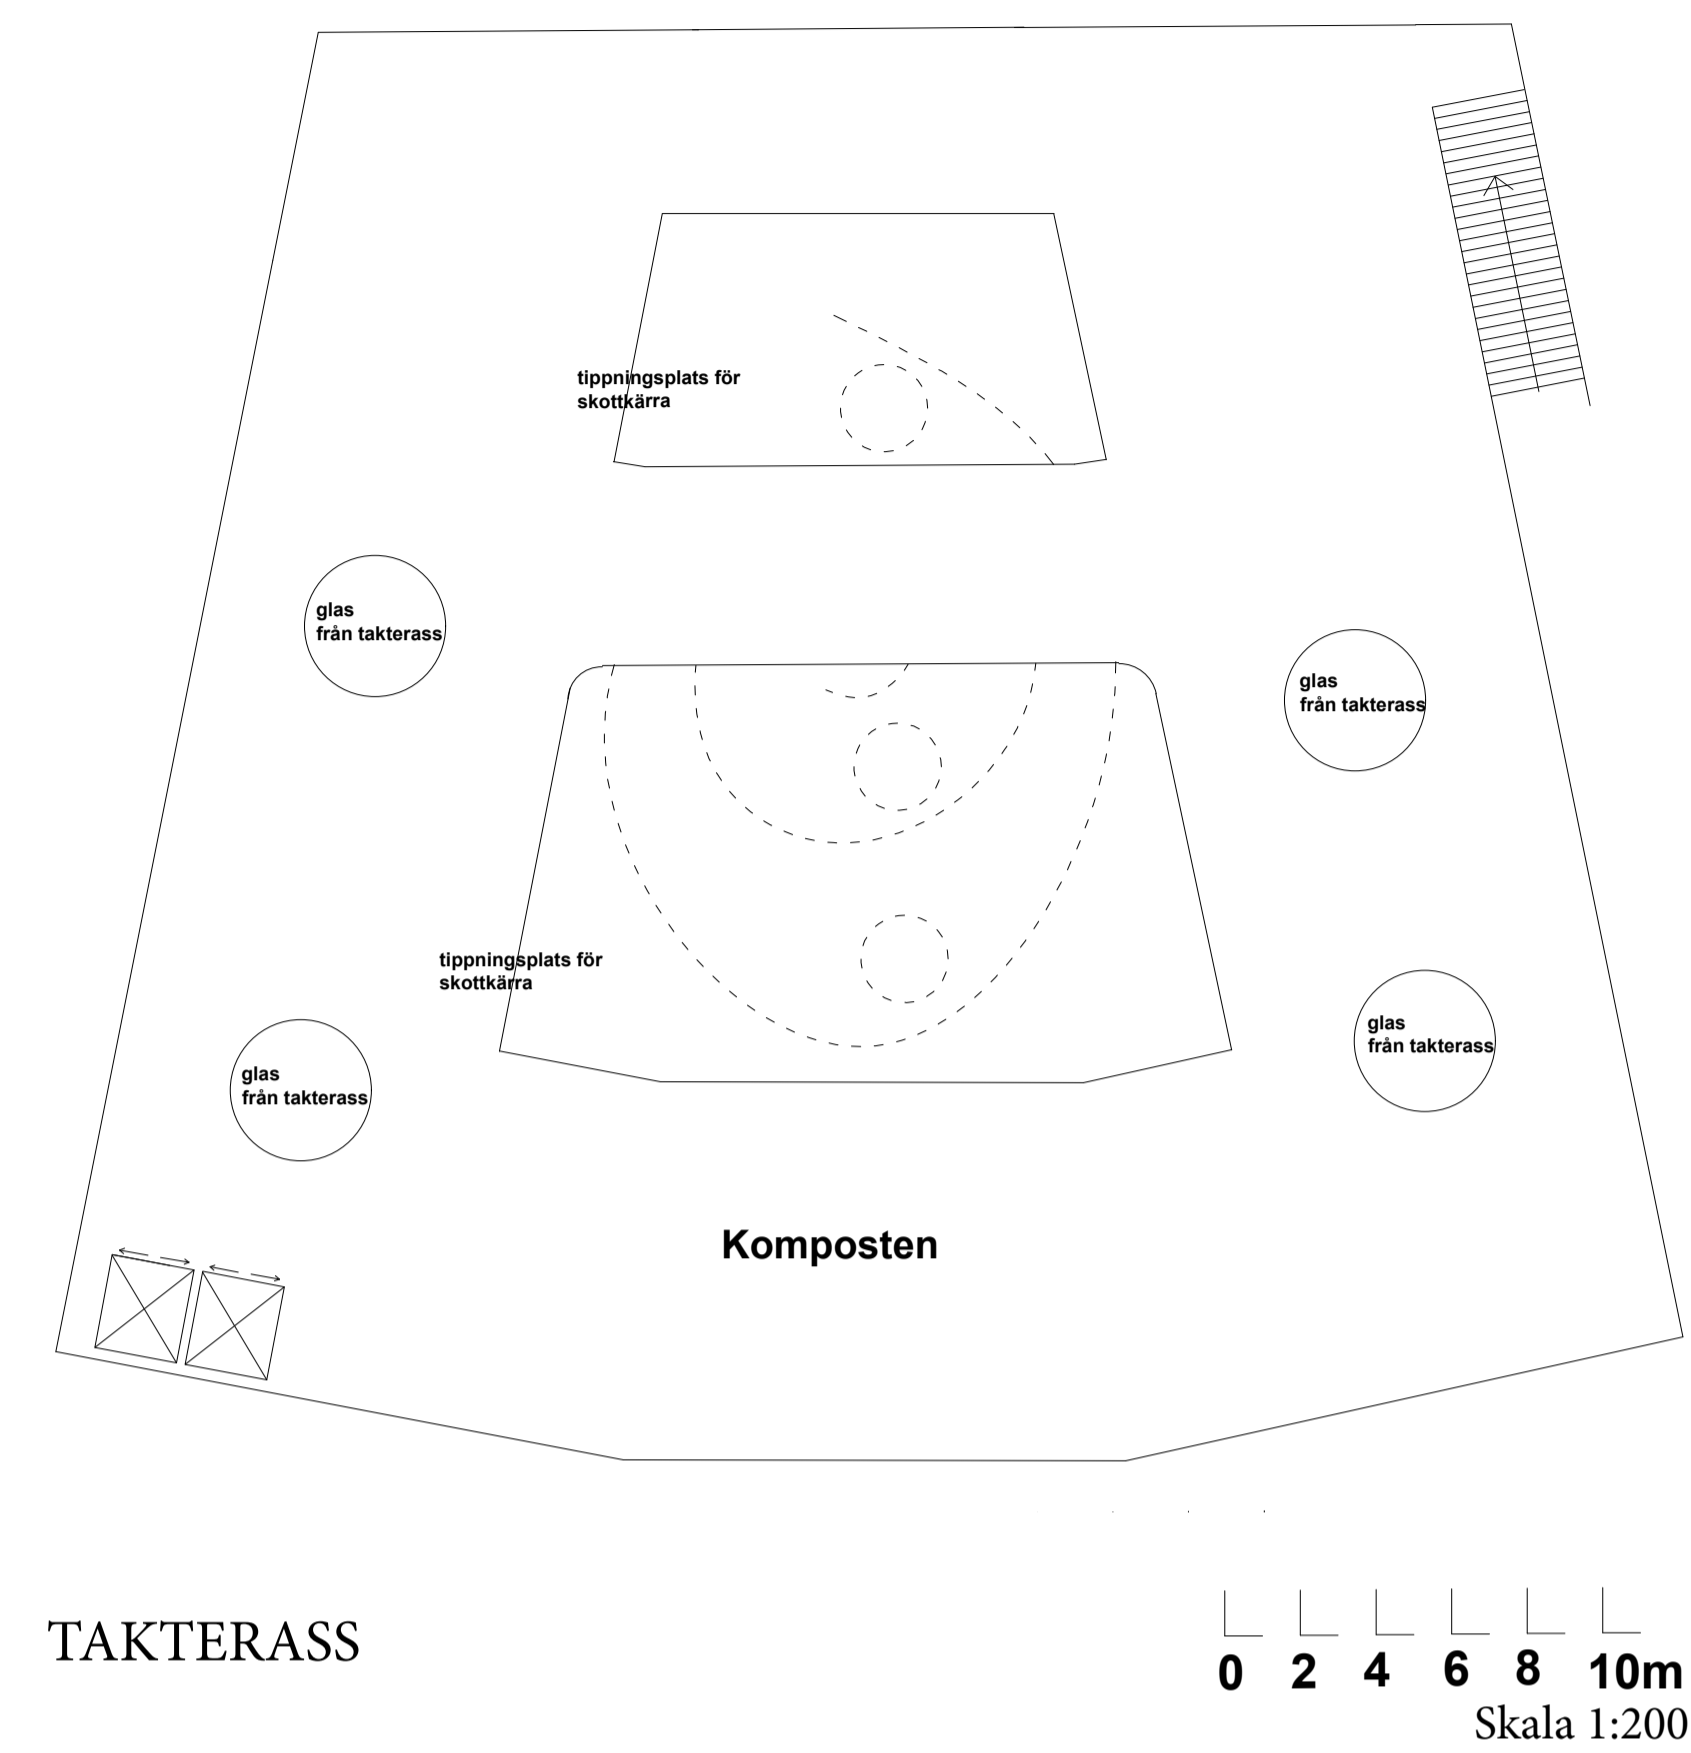 tippningsplats för
skottkärra
glas
från takterass
glas
från takterass
tippningsplats för
skottkärra
glas
från takterass
glas
från takterass
Komposten
TAKTERASS
0 2 4 6 8 10m
Skala 1:200